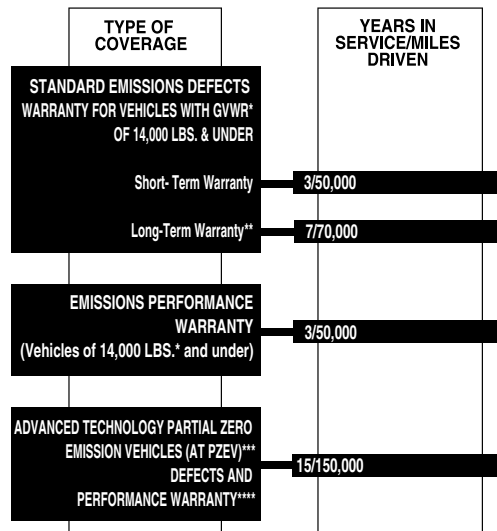 TYPE OF
COVERAGE
YEARS IN
SERVICE/MILES
DRIVEN
STANDARD EMISSIONS DEFECTS
WARRANTY FOR VEHICLES WITH GVWR*
OF 14,000 LBS. & UNDER
Short- Term Warranty
3/50,000
Long-Term Warranty**
7/70,000
EMISSIONS PERFORMANCE
WARRANTY
(Vehicles of 14,000 LBS.* and under)
3/50,000
ADVANCED TECHNOLOGY PARTIAL ZERO
EMISSION VEHICLES (AT PZEV)***
DEFECTS AND
PERFORMANCE WARRANTY****
15/150,000